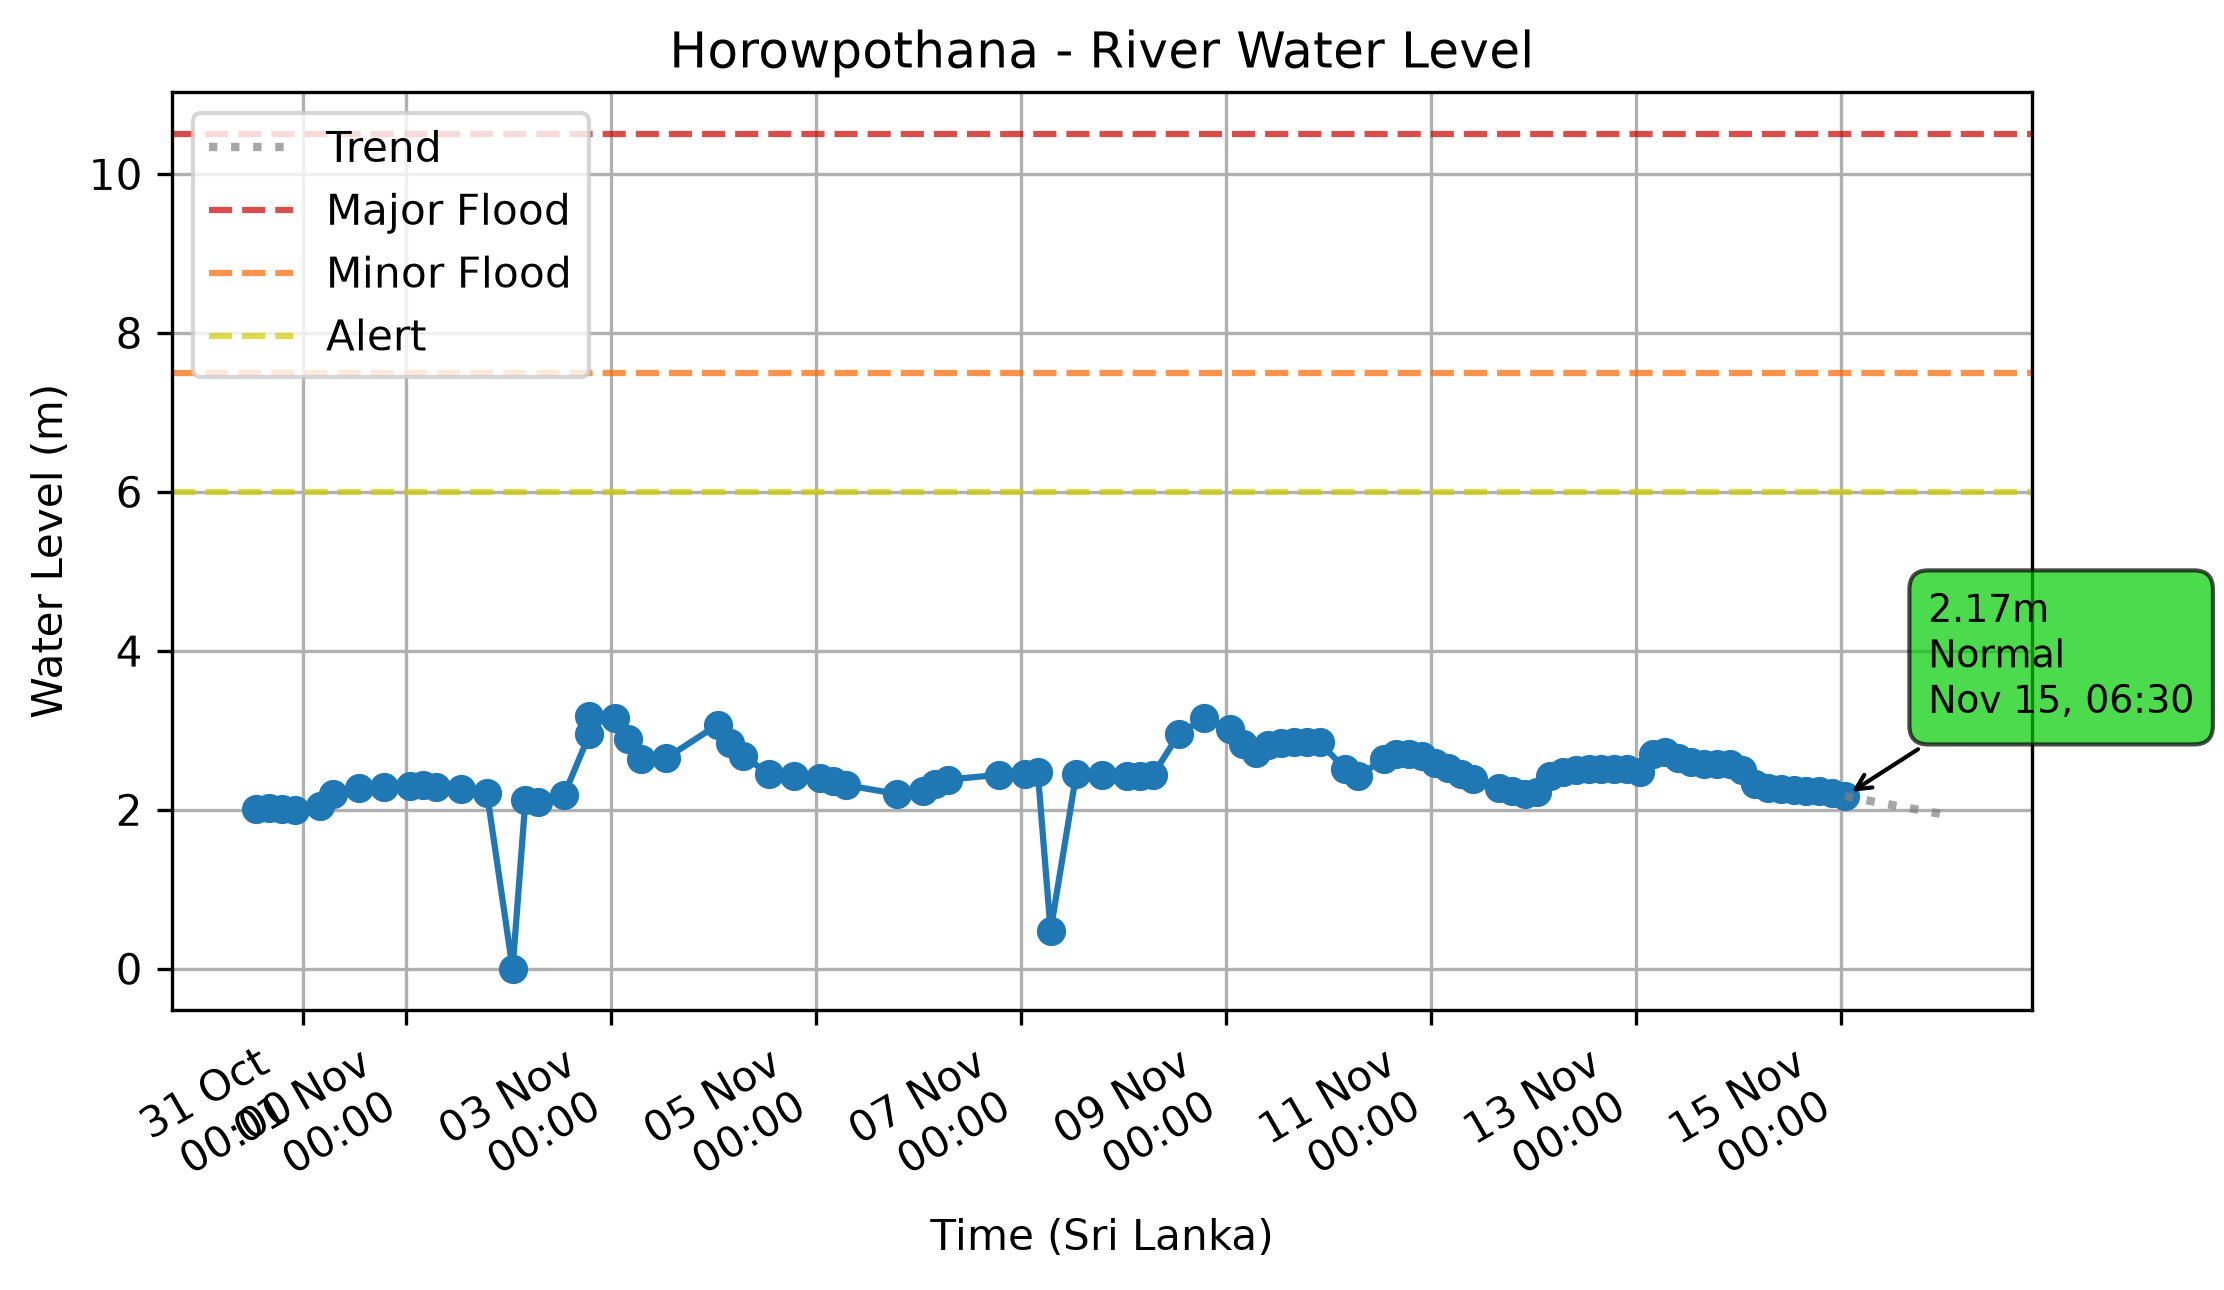 Horowpothana - River Water Level
Trend
Major Flood
Minor Flood
Alert
10
8
6
4
2
0
Water Level (m)
2.17m
Normal
Nov 15, 06:30
31 Oct
00:00
01 Nov
00:00
03 Nov
00:00
05 Nov
00:00
07 Nov
00:00
09 Nov
00:00
11 Nov
00:00
13 Nov
00:00
15 Nov
00:00
Time (Sri Lanka)